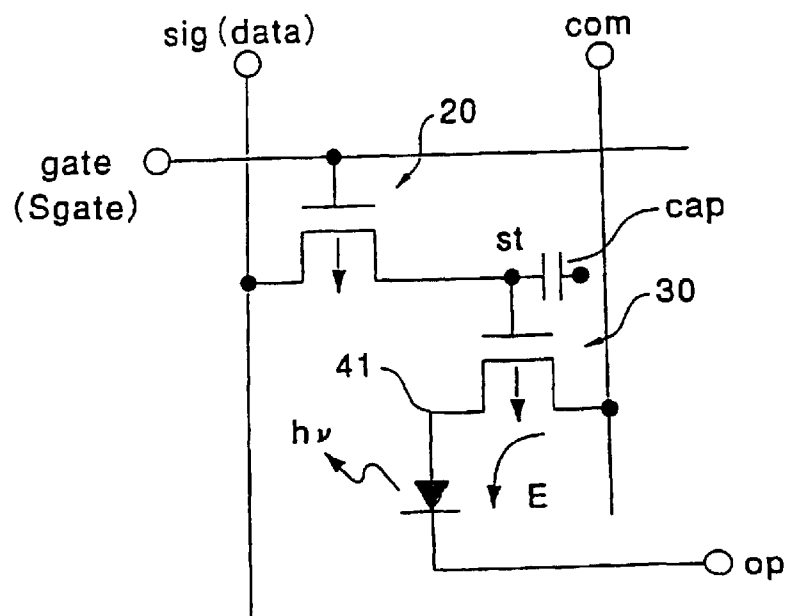 sig (data)
com
20
gate
(Sgate)
cap
st
30
41
hν
E
op